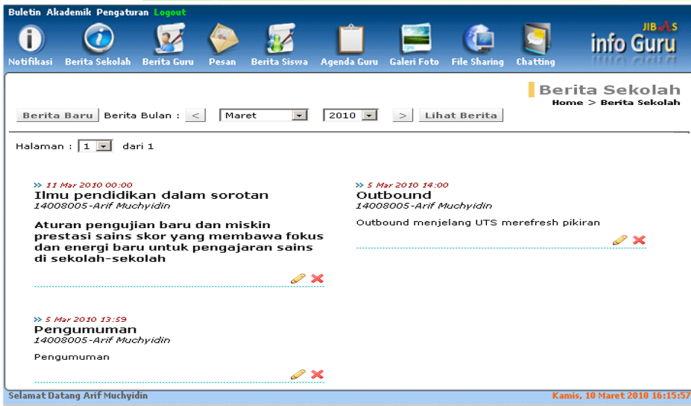 Buletin Akademik Pengaturan Logout
JIBAS
info Guru
Notifikasi Berita Sekolah Berita Guru Pesan Berita Siswa Agenda Guru Galeri Foto File Sharing Chatting
Berita Sekolah
Home > Berita Sekolah
Berita Baru Berita Bulan : < Maret 2010 > Lihat Berita
Halaman : 1 dari 1
» 11 Mar 2010 00:00
Ilmu pendidikan dalam sorotan
14008005-Arif Muchyidin
Aturan pengujian baru dan miskin
prestasi sains skor yang membawa fokus
dan energi baru untuk pengajaran sains
di sekolah-sekolah
» 5 Mar 2010 14:00
Outbound
14008005-Arif Muchyidin
Outbound menjelang UTS merefresh pikiran
» 5 Mar 2010 13:59
Pengumuman
14008005-Arif Muchyidin
Pengumuman
Selamat Datang Arif Muchyidin
Kamis, 10 Maret 2010 16:15:57